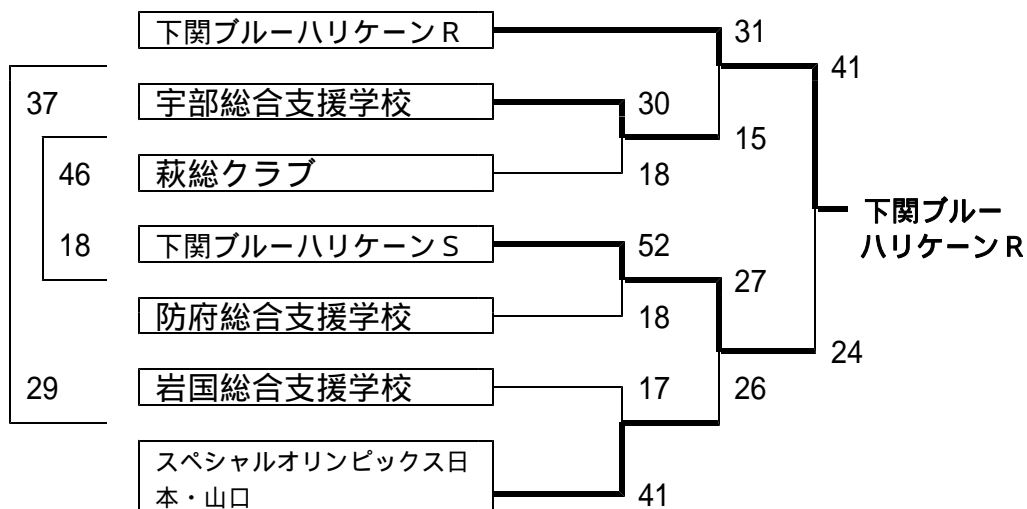 下関ブルーハリケーンR
31
41
37
宇部総合支援学校
30
15
46
萩総クラブ
18
下関ブルー
ハリケーンR
18
下関ブルーハリケーンS
52
27
防府総合支援学校
18
24
29
岩国総合支援学校
17
26
スペシャルオリンピックス日
本・山口
41